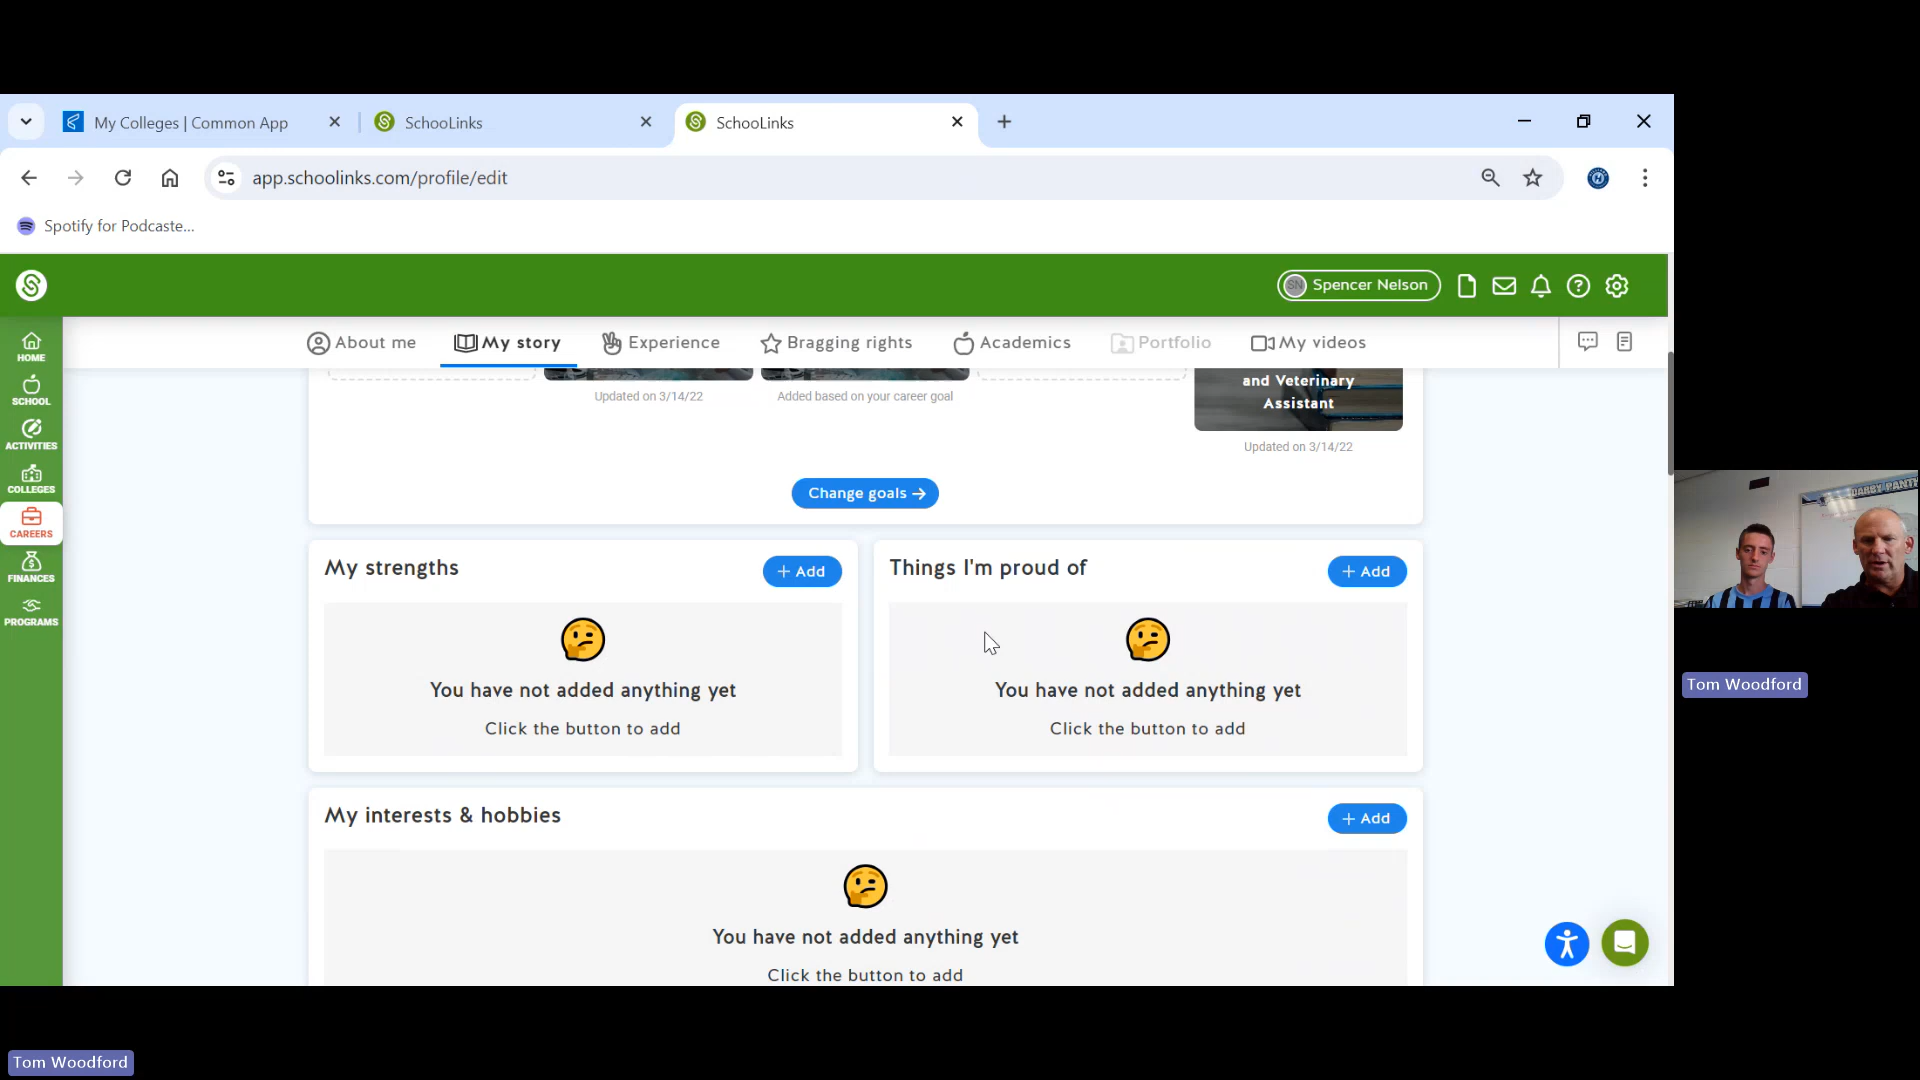 My Colleges | Common App
SchooLinks
SchooLinks
app.schoolinks.com/profile/edit
Spotify for Podcaste...
SN Spencer Nelson
HOME
SCHOOL
ACTIVITIES
COLLEGES
CAREERS
FINANCES
PROGRAMS
About me
My story
Experience
Bragging rights
Academics
Portfolio
My videos
Updated on 3/14/22
Added based on your career goal
and Veterinary
Assistant
Updated on 3/14/22
Change goals
My strengths
+ Add
You have not added anything yet
Click the button to add
Things I'm proud of
+ Add
You have not added anything yet
Click the button to add
My interests & hobbies
+ Add
You have not added anything yet
Click the button to add
DARBY PANT
Tom Woodford
Tom Woodford